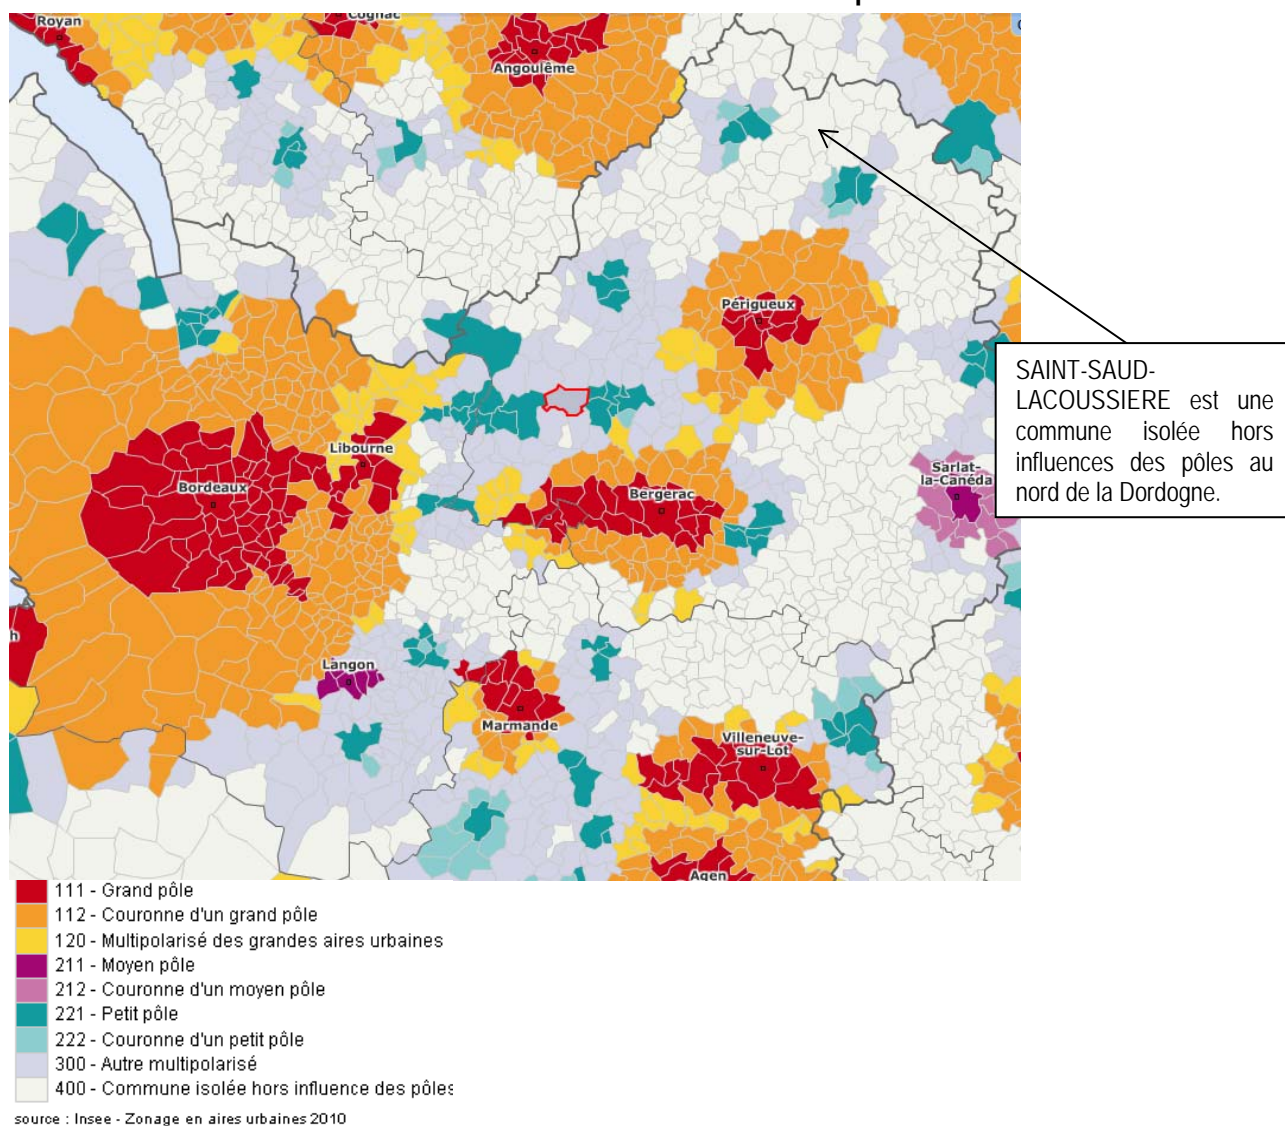 Royan
Cognac
Angoulême
Périgueux
Libourne
Bordeaux
Bergerac
Sarlat-
la-Canéda
SAINT-SAUD-
LACOUSSIERE est une
commune isolée hors
influences des pôles au
nord de la Dordogne.
h
Langon
Marmande
Villeneuve-
sur-Lot
Agen
111 - Grand pôle
112 - Couronne d'un grand pôle
120 - Multipolarisé des grandes aires urbaines
211 - Moyen pôle
212 - Couronne d'un moyen pôle
221 - Petit pôle
222 - Couronne d'un petit pôle
300 - Autre multipolarisé
400 - Commune isolée hors influence des pôles
source : Insee - Zonage en aires urbaines 2010